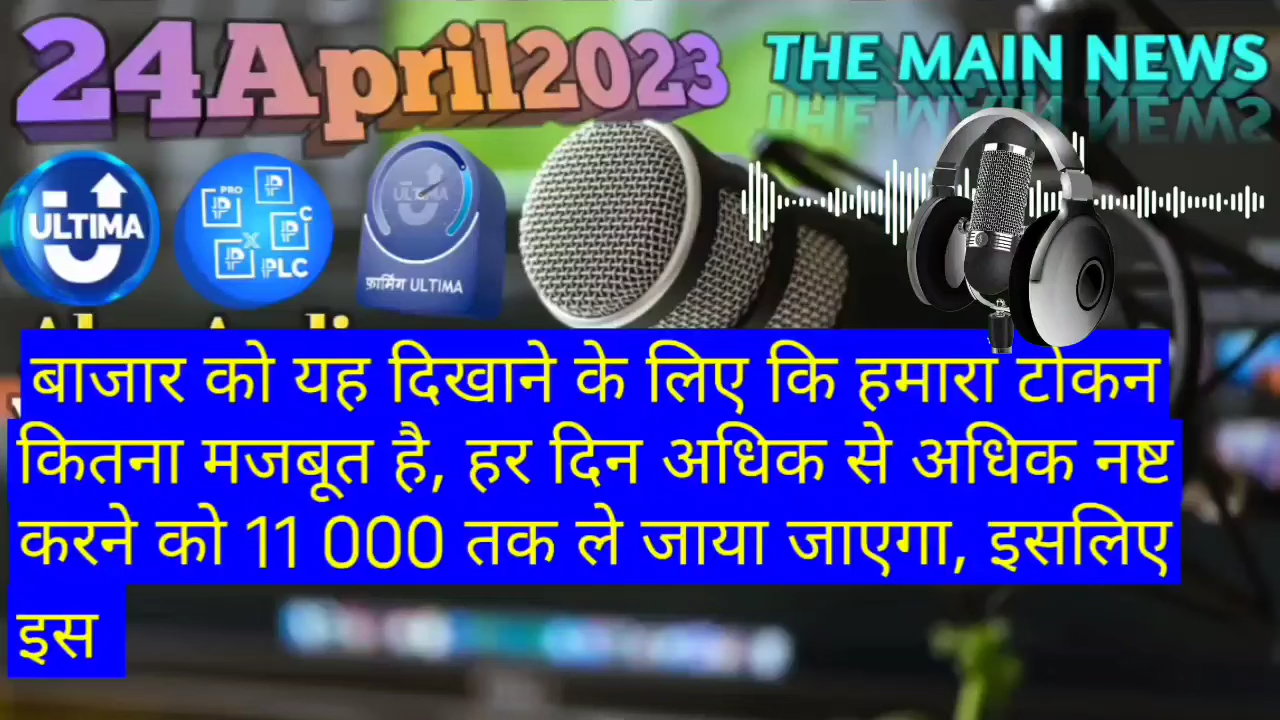 24April2023
THE MAIN NEWS
ULTIMA
PRO
C
X
PLC
ULTIMA
फ़ार्मिंग ULTIMA
बाजार को यह दिखाने के लिए कि हमारा टोकन
कितना मजबूत है, हर दिन अधिक से अधिक नष्ट
करने को 11 000 तक ले जाया जाएगा, इसलिए
इस